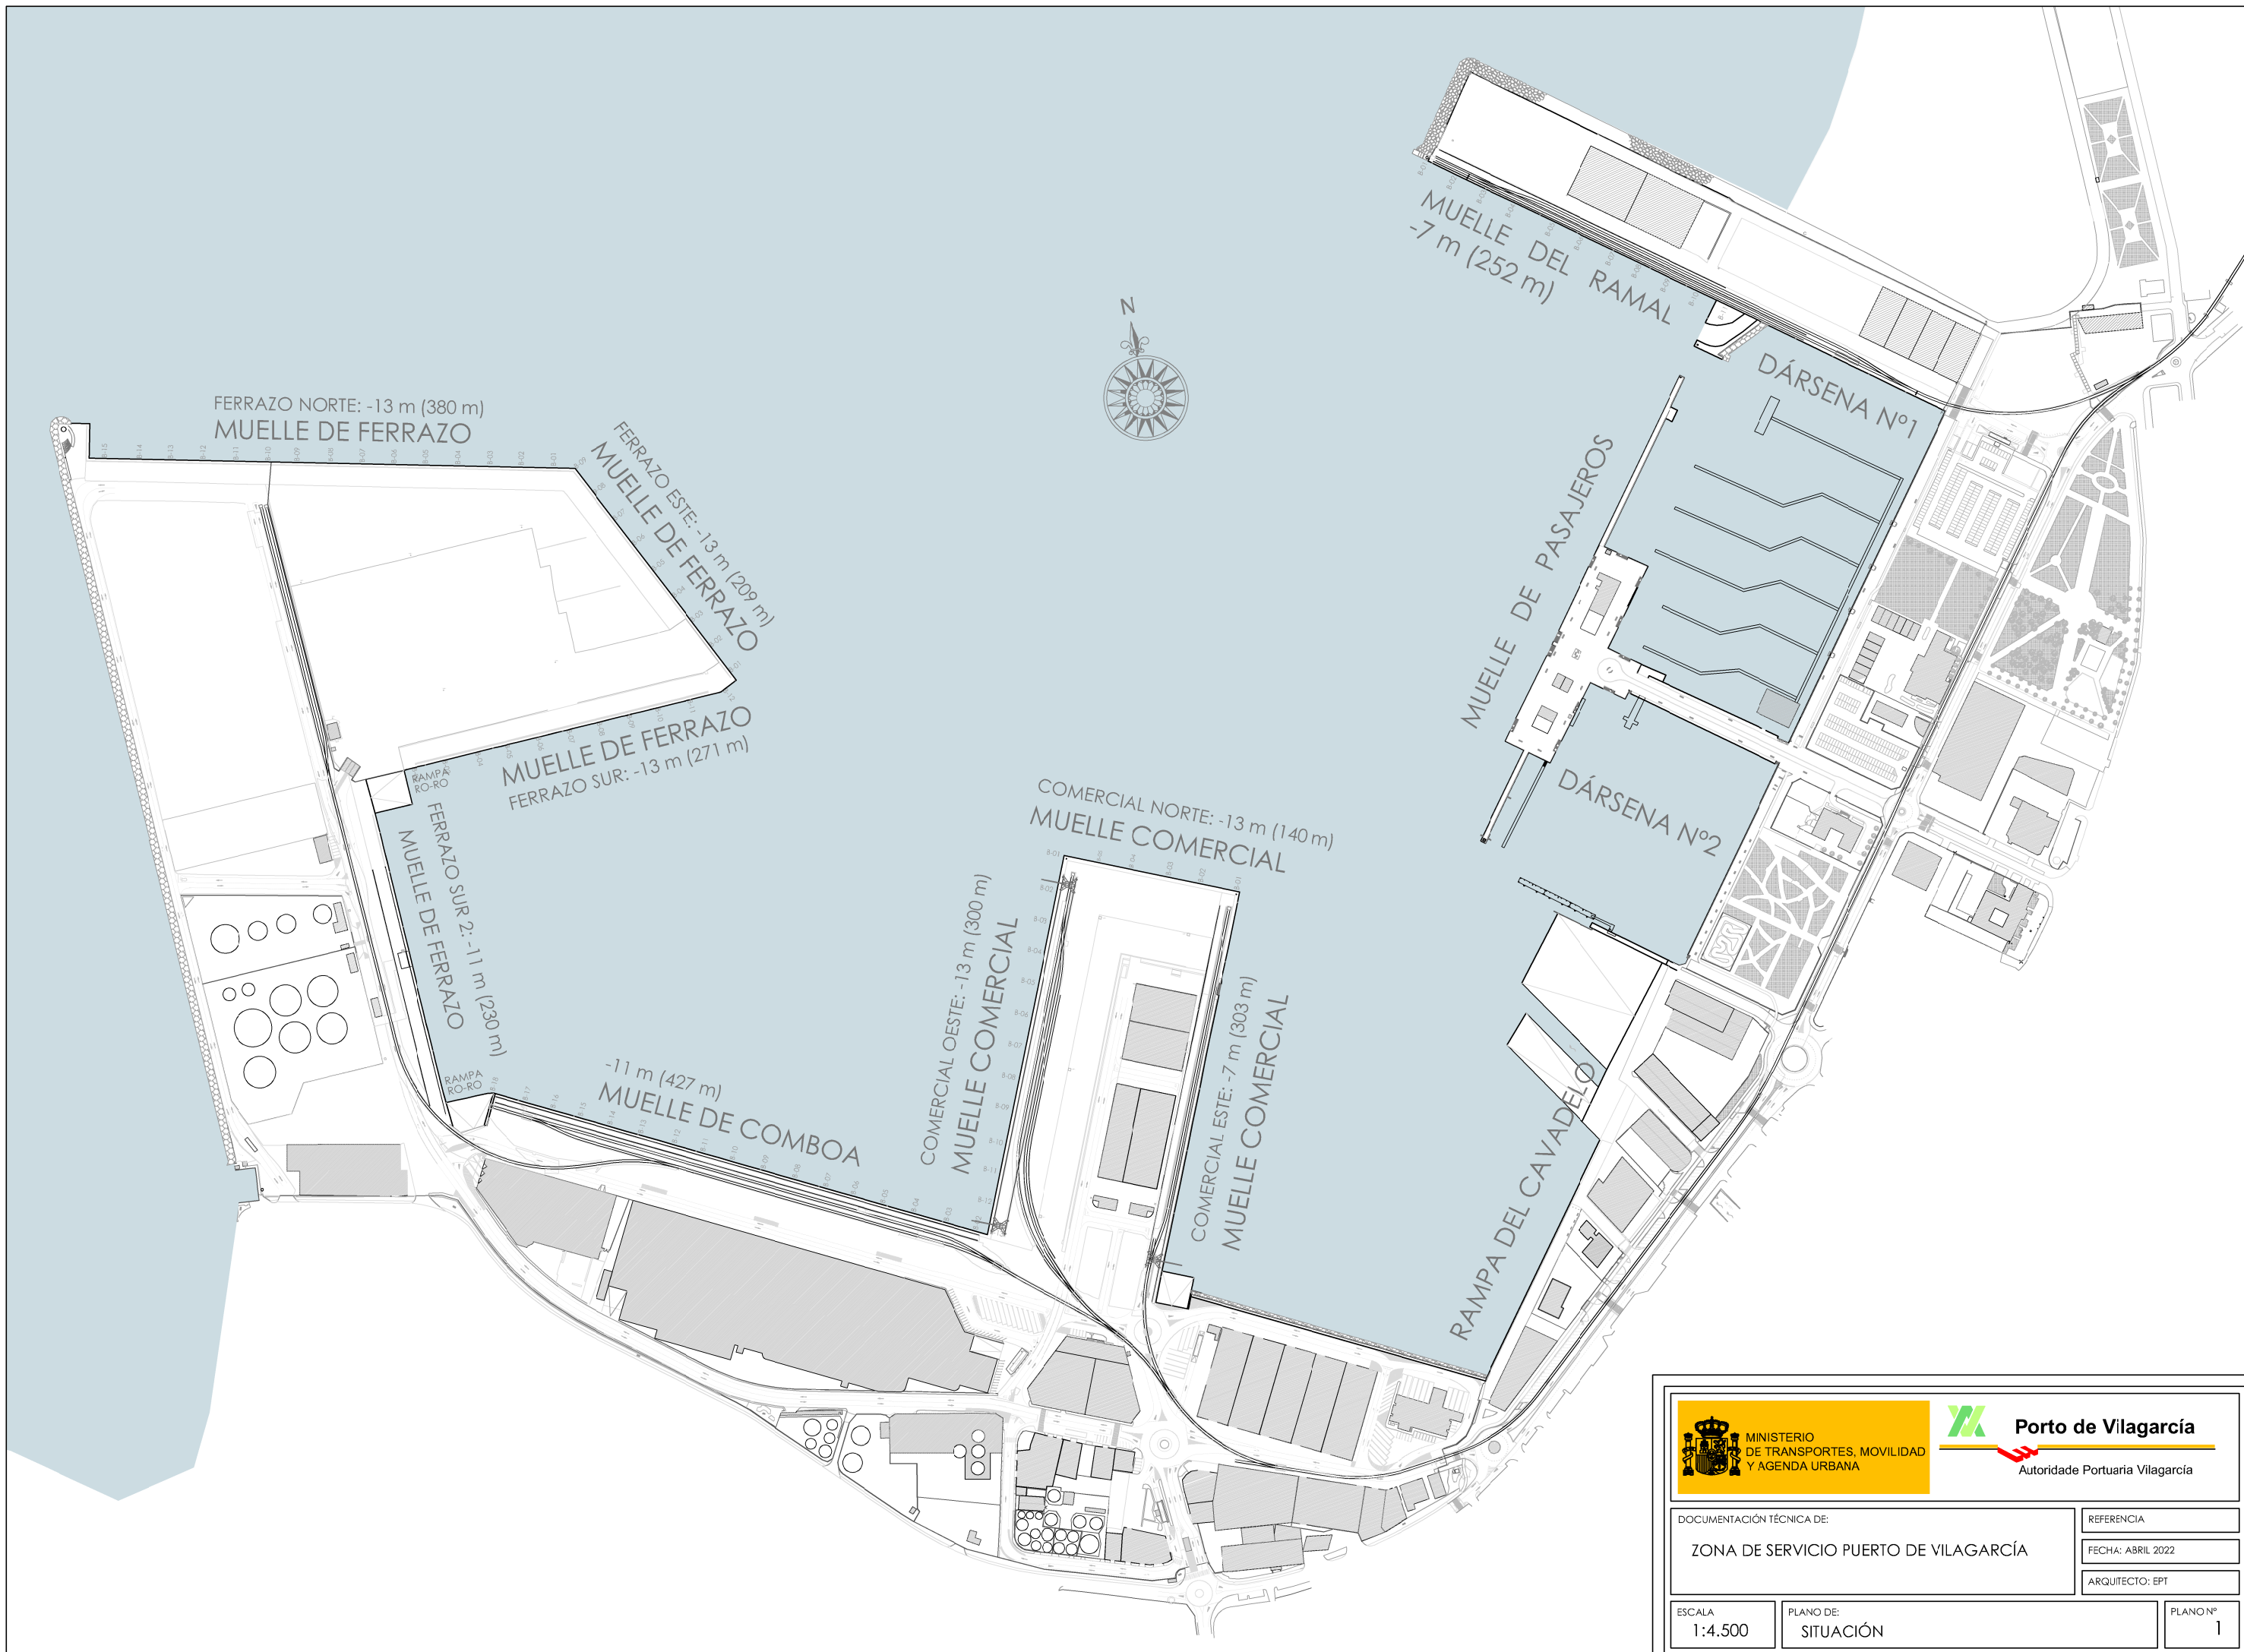 N
MUELLE DEL RAMAL
-7 m (252 m)
DÁRSENA Nº1
FERRAZO NORTE: -13 m (380 m)
MUELLE DE FERRAZO
FERRAZO ESTE: -13 m (209 m)
MUELLE DE FERRAZO
MUELLE DE PASAJEROS
MUELLE DE FERRAZO
FERRAZO SUR: -13 m (271 m)
RAMPA
RO-RO
FERRAZO SUR 2: -11 m (230 m)
MUELLE DE FERRAZO
RAMPA
RO-RO
COMERCIAL NORTE: -13 m (140 m)
MUELLE COMERCIAL
DÁRSENA Nº2
COMERCIAL OESTE: -13 m (300 m)
MUELLE COMERCIAL
COMERCIAL ESTE: -7 m (303 m)
MUELLE COMERCIAL
-11 m (427 m)
MUELLE DE COMBOA
RAMPA DEL CAVADELO
MINISTERIO
DE TRANSPORTES, MOVILIDAD
Y AGENDA URBANA
Porto de Vilagarcía
Autoridade Portuaria Vilagarcía
DOCUMENTACIÓN TÉCNICA DE:
ZONA DE SERVICIO PUERTO DE VILAGARCÍA
REFERENCIA
FECHA: ABRIL 2022
ARQUITECTO: EPT
ESCALA
1:4.500
PLANO DE:
SITUACIÓN
PLANO Nº
1